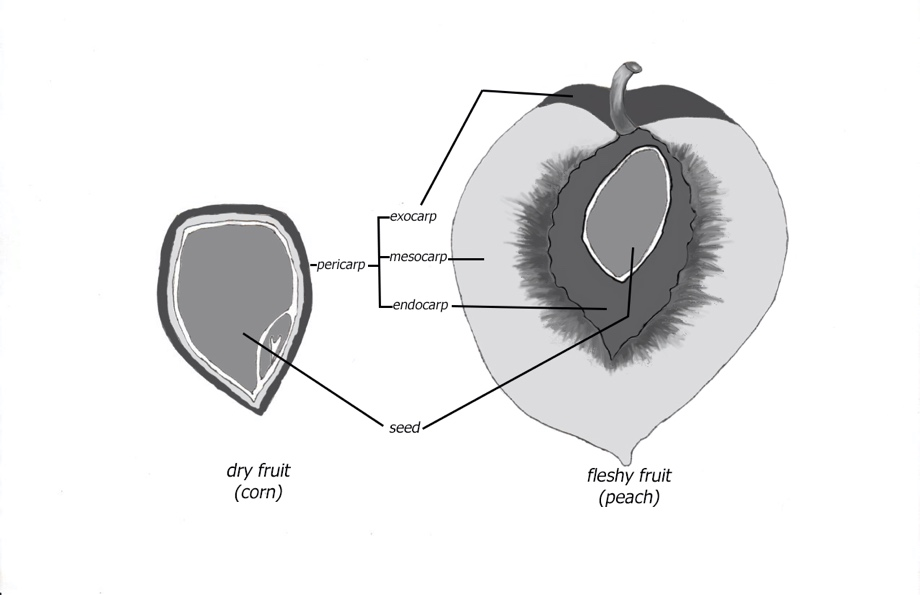 exocarp
pericarp
mesocarp
endocarp
seed
dry fruit
(corn)
fleshy fruit
(peach)